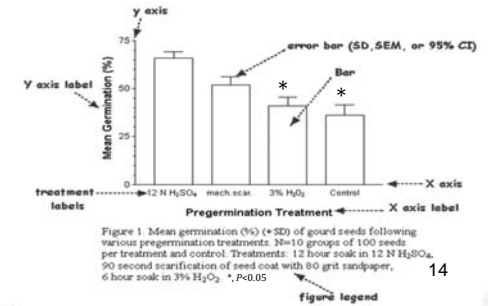 y axis
75
error bar (SD,SEM, or 95% CI)
Bar
Y axis label
Mean Germination (%)
50
*
*
25
0
X axis
treatment labels
12 N H₂SO₄
mech.scar.
3% H₂O₂
Control
Pregermination Treatment
X axis label
Figure 1. Mean germination (%) (+SD) of gourd seeds following
various pregermination treatments. N=10 groups of 100 seeds
per treatment and control. Treatments: 12 hour soak in 12 N H₂SO₄,
90 second scarification of seed coat with 80 grit sandpaper,
6 hour soak in 3% H₂O₂. *, P<0.05
14
figure legend